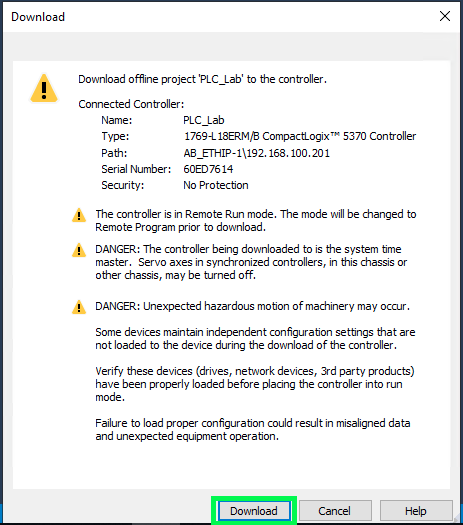 Download
Download offline project 'PLC_Lab' to the controller.
Connected Controller:
Name: PLC_Lab
Type: 1769-L18ERM/B CompactLogix™ 5370 Controller
Path: AB_ETHIP-1\192.168.100.201
Serial Number: 60ED7614
Security: No Protection
The controller is in Remote Run mode. The mode will be changed to
Remote Program prior to download.
DANGER: The controller being downloaded to is the system time
master. Servo axes in synchronized controllers, in this chassis or
other chassis, may be turned off.
DANGER: Unexpected hazardous motion of machinery may occur.
Some devices maintain independent configuration settings that are
not loaded to the device during the download of the controller.
Verify these devices (drives, network devices, 3rd party products)
have been properly loaded before placing the controller into run
mode.
Failure to load proper configuration could result in misaligned data
and unexpected equipment operation.
Download Cancel Help